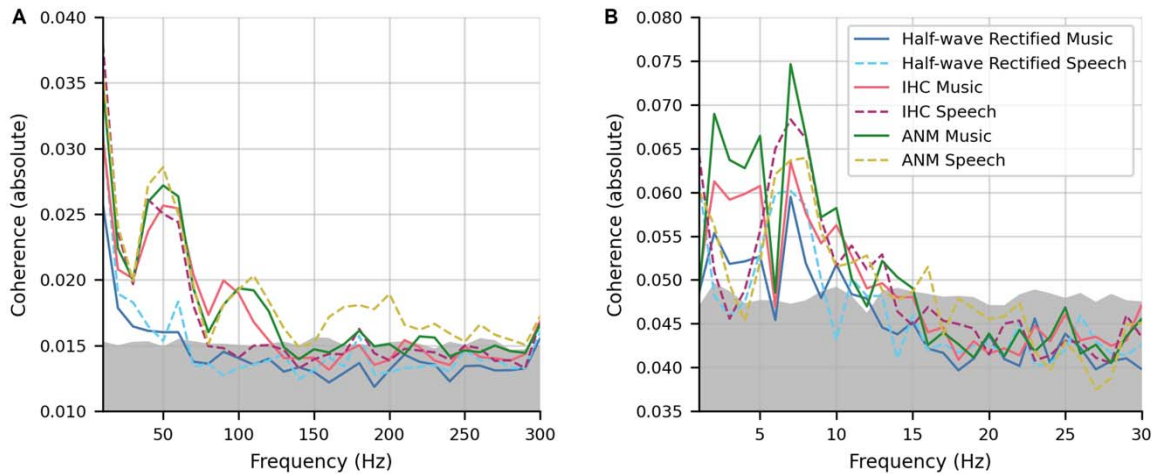 A
0.040
0.035
0.030
0.025
0.020
0.015
0.010
Coherence (absolute)
50 100 150 200 250 300
Frequency (Hz)
B
0.080
0.075
0.070
0.065
0.060
0.055
0.050
0.045
0.040
0.035
Coherence (absolute)
5 10 15 20 25 30
Frequency (Hz)
Half-wave Rectified Music
Half-wave Rectified Speech
IHC Music
IHC Speech
ANM Music
ANM Speech